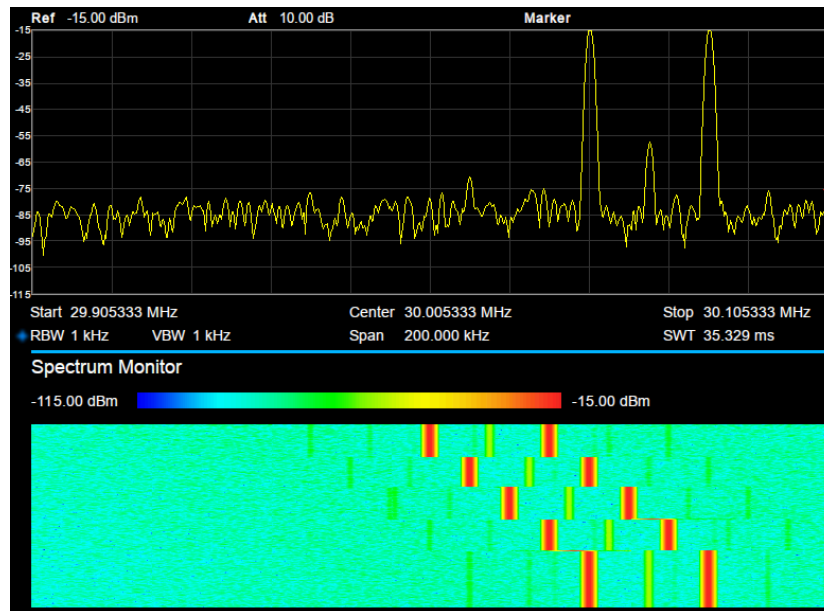 Ref -15.00 dBm Att 10.00 dB Marker
-15
-25
-35
-45
-55
-65
-75
-85
-95
-105
-115
Start 29.905333 MHz Center 30.005333 MHz Stop 30.105333 MHz
RBW 1 kHz VBW 1 kHz Span 200.000 kHz SWT 35.329 ms
Spectrum Monitor
-115.00 dBm -15.00 dBm